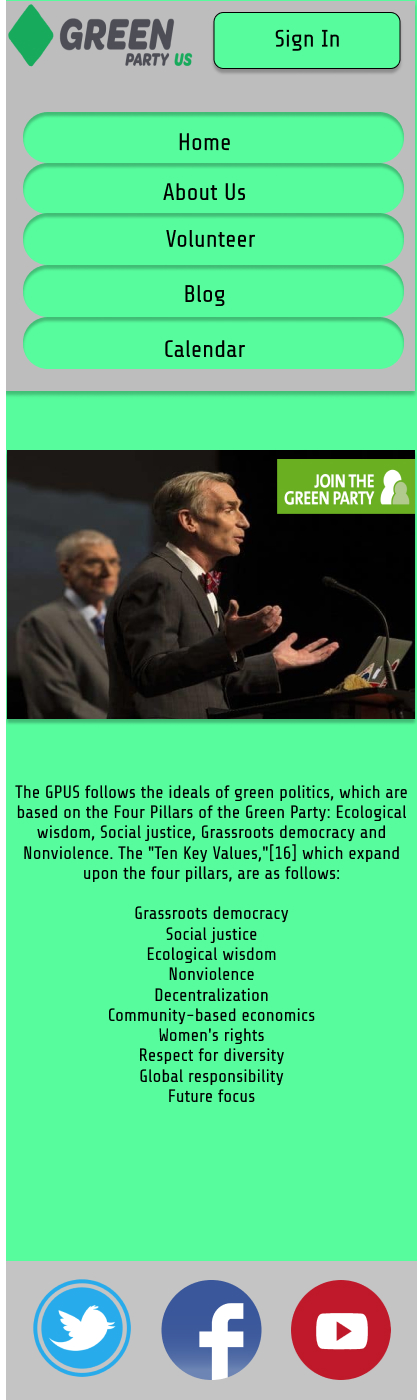 GREEN
PARTY US
Sign In
Home
About Us
Volunteer
Blog
Calendar
JOIN THE
GREEN PARTY
The GPUS follows the ideals of green politics, which are
based on the Four Pillars of the Green Party: Ecological
wisdom, Social justice, Grassroots democracy and
Nonviolence. The "Ten Key Values,"[16] which expand
upon the four pillars, are as follows:
Grassroots democracy
Social justice
Ecological wisdom
Nonviolence
Decentralization
Community-based economics
Women's rights
Respect for diversity
Global responsibility
Future focus